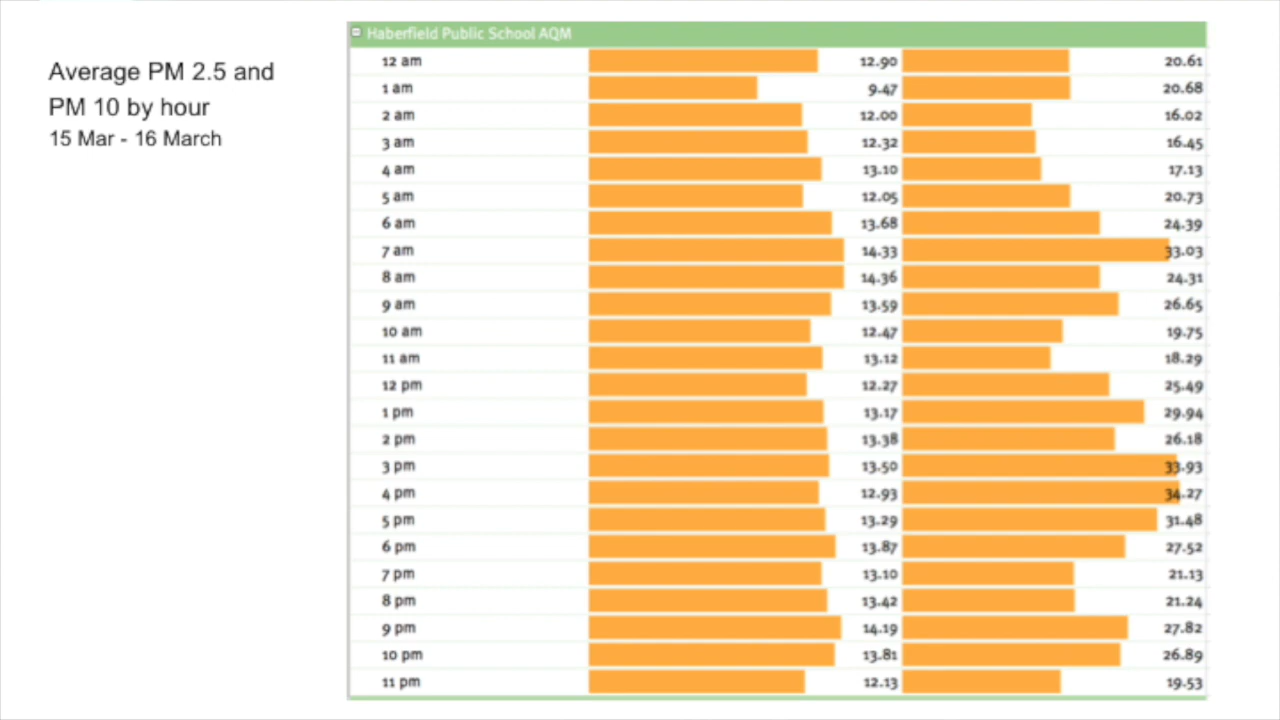 Average PM 2.5 and
PM 10 by hour
15 Mar - 16 March
Haberfield Public School AQM
12 am 12.90 20.61
1 am 9.47 20.68
2 am 12.00 16.02
3 am 12.32 16.45
4 am 13.10 17.13
5 am 12.05 20.73
6 am 13.68 24.39
7 am 14.33 33.03
8 am 14.36 24.31
9 am 13.59 26.65
10 am 12.47 19.75
11 am 13.12 18.29
12 pm 12.27 25.49
1 pm 13.17 29.94
2 pm 13.38 26.18
3 pm 13.50 33.93
4 pm 12.93 34.27
5 pm 13.29 31.48
6 pm 13.87 27.52
7 pm 13.10 21.13
8 pm 13.42 21.24
9 pm 14.19 27.82
10 pm 13.81 26.89
11 pm 12.13 19.53